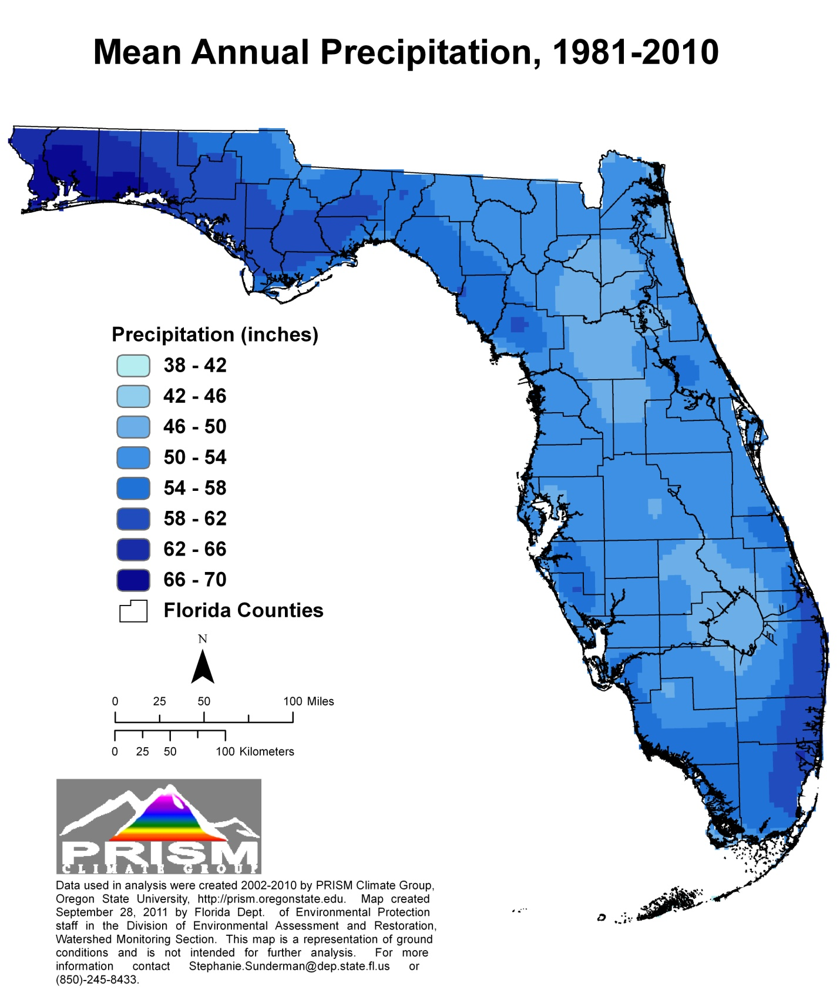 Mean Annual Precipitation, 1981-2010
Precipitation (inches)
38 - 42
42 - 46
46 - 50
50 - 54
54 - 58
58 - 62
62 - 66
66 - 70
Florida Counties
N
0 25 50 100 Miles
0 25 50 100 Kilometers
PRISM
CLIMATE GROUP
Data used in analysis were created 2002-2010 by PRISM Climate Group,
Oregon State University, http://prism.oregonstate.edu. Map created
September 28, 2011 by Florida Dept. of Environmental Protection
staff in the Division of Environmental Assessment and Restoration,
Watershed Monitoring Section. This map is a representation of ground
conditions and is not intended for further analysis. For more
information contact Stephanie.Sunderman@dep.state.fl.us or
(850)-245-8433.